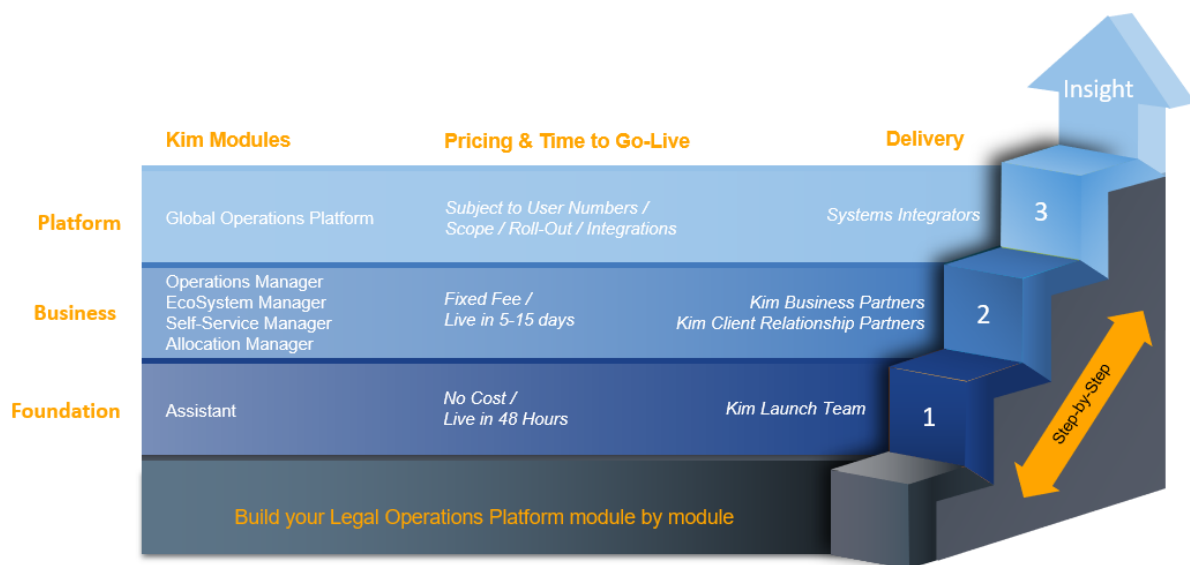 Insight
Kim Modules
Pricing & Time to Go-Live
Delivery
Platform
Global Operations Platform
Subject to User Numbers /
Scope / Roll-Out / Integrations
Systems Integrators
3
Business
Operations Manager
EcoSystem Manager
Self-Service Manager
Allocation Manager
Fixed Fee /
Live in 5-15 days
Kim Business Partners
Kim Client Relationship Partners
2
Foundation
Assistant
No Cost /
Live in 48 Hours
Kim Launch Team
1
Step-by-Step
Build your Legal Operations Platform module by module